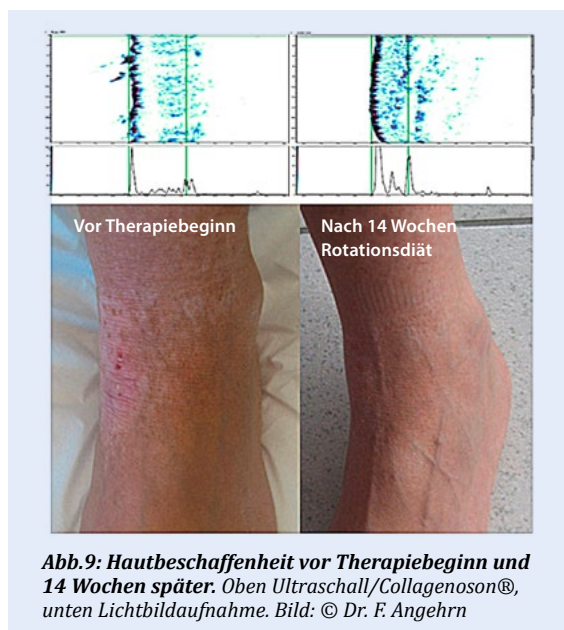 Vor Therapiebeginn
Nach 14 Wochen
Rotationsdiät
Abb.9: Hautbeschaffenheit vor Therapiebeginn und
14 Wochen später. Oben Ultraschall/Collagenoson®,
unten Lichtbildaufnahme. Bild: © Dr. F. Angehrn